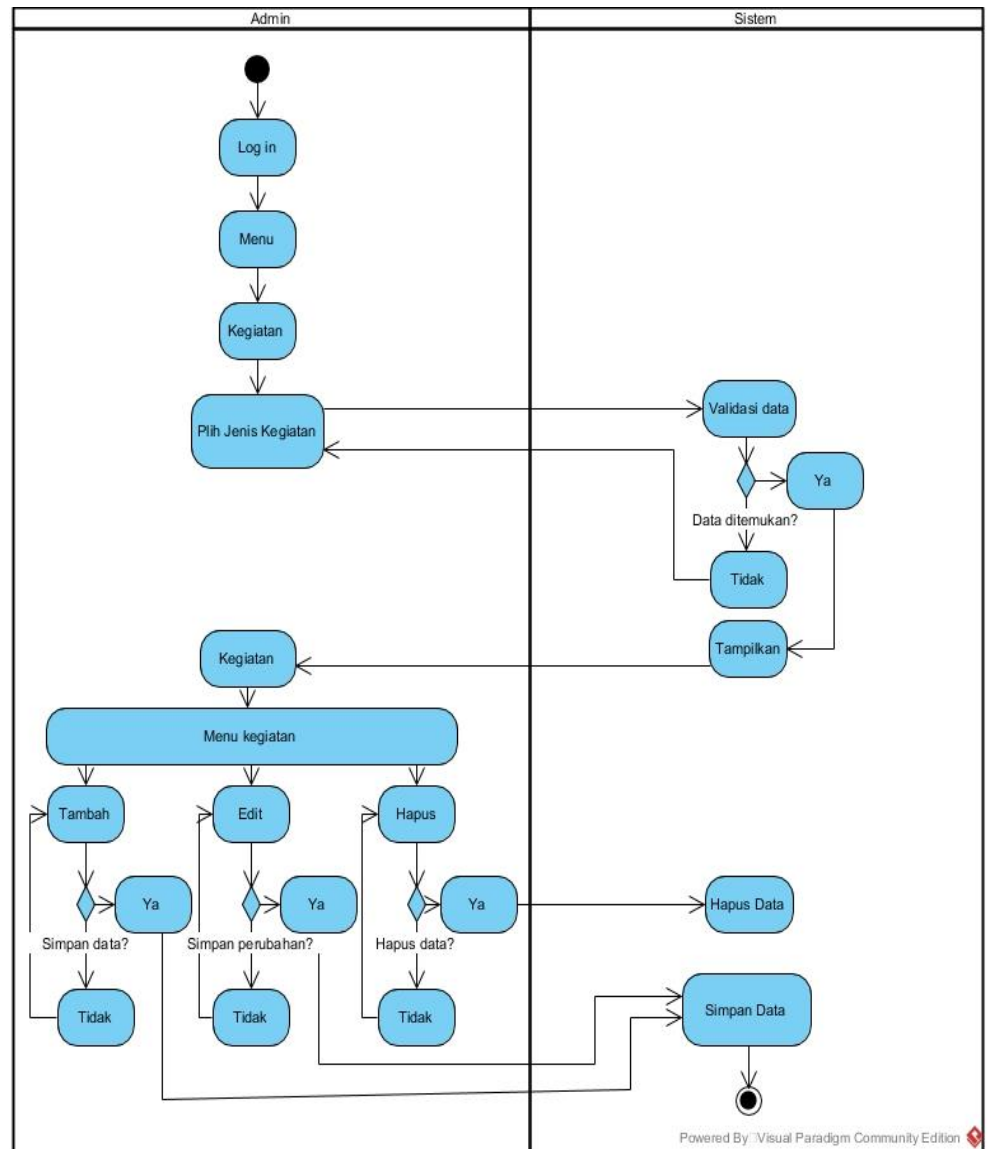 Admin
Sistem
Log in
Menu
Kegiatan
Plih Jenis Kegiatan
Validasi data
Ya
Data ditemukan?
Tidak
Tampilkan
Kegiatan
Menu kegiatan
Tambah
Edit
Hapus
Ya
Ya
Ya
Hapus Data
Simpan data?
Simpan perubahan?
Hapus data?
Tidak
Tidak
Tidak
Simpan Data
Powered By Visual Paradigm Community Edition